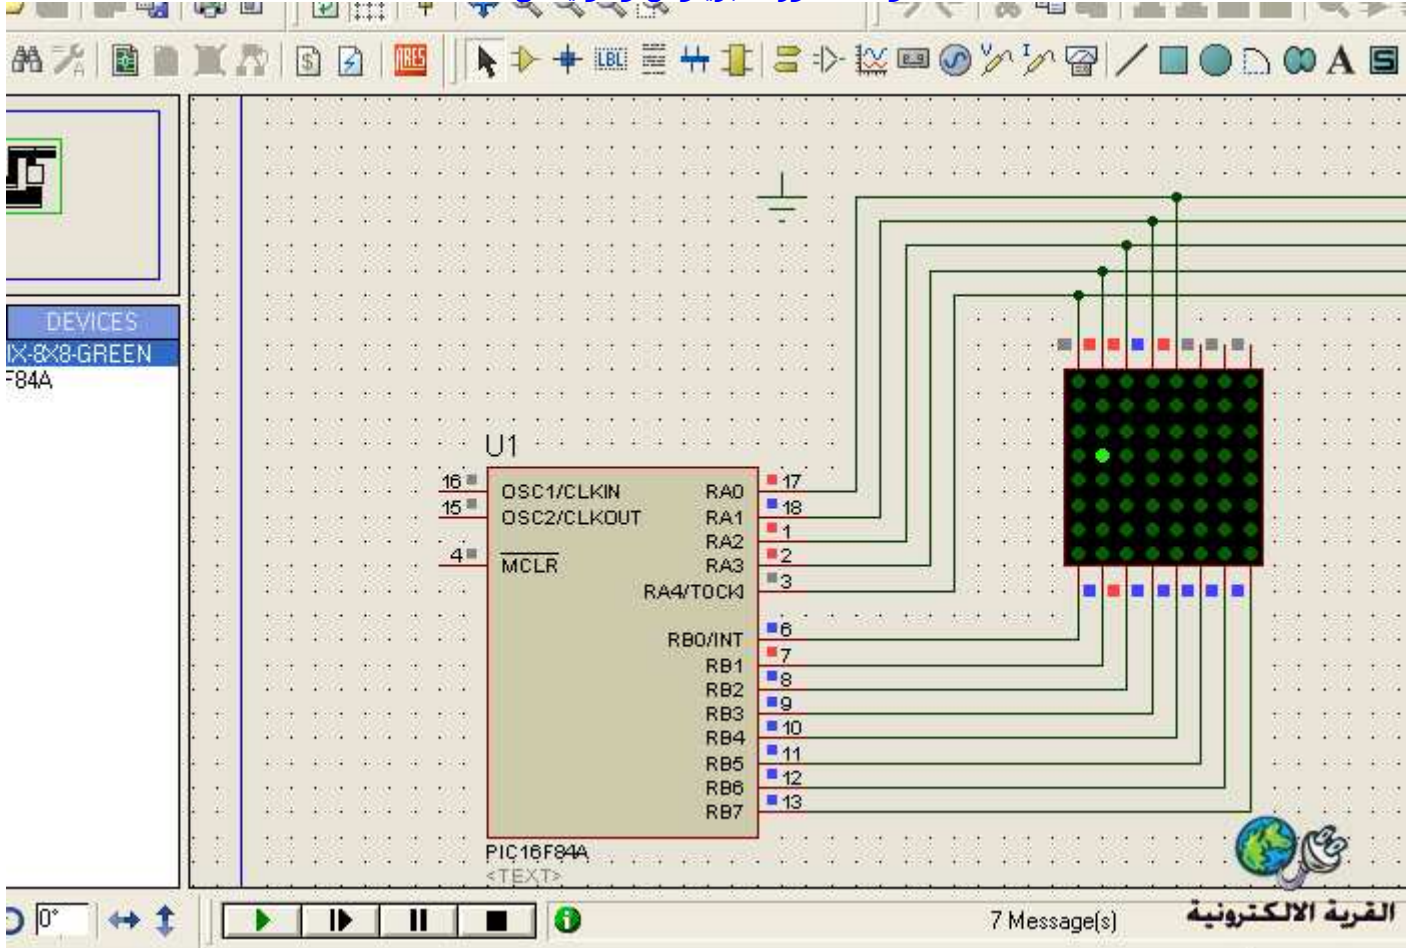 LBL
ARES
A
S
DEVICES
IX-8X8-GREEN
F84A
U1
16 OSC1/CLKIN RA0 17
15 OSC2/CLKOUT RA1 18
RA2 1
4 MCLR RA3 2
RA4/T0CKI 3
RB0/INT 6
RB1 7
RB2 8
RB3 9
RB4 10
RB5 11
RB6 12
RB7 13
PIC16F84A
<TEXT>
0°
7 Message(s)
القرية الالكترونية